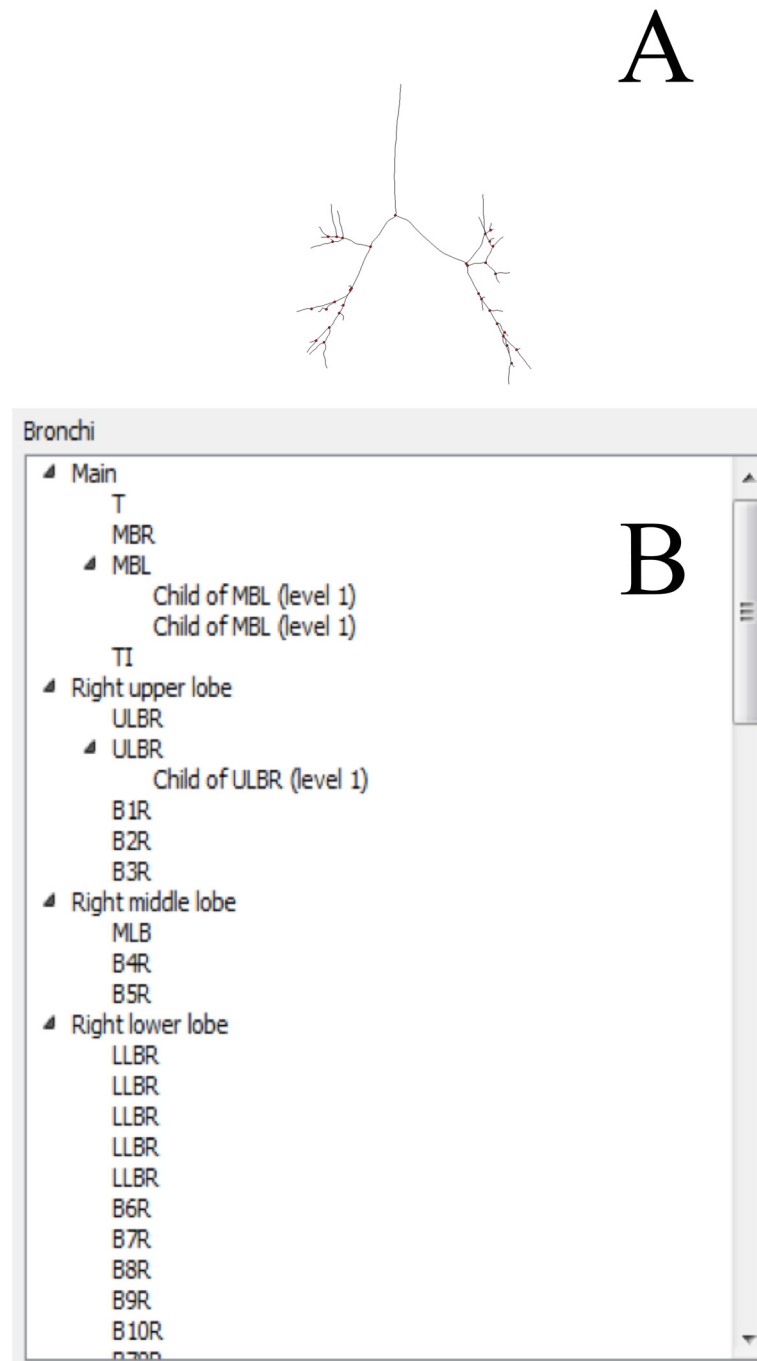 A
Bronchi
Main
T
MBR
MBL
Child of MBL (level 1)
Child of MBL (level 1)
TI
B
Right upper lobe
ULBR
ULBR
Child of ULBR (level 1)
B1R
B2R
B3R
Right middle lobe
MLB
B4R
B5R
Right lower lobe
LLBR
LLBR
LLBR
LLBR
LLBR
B6R
B7R
B8R
B9R
B10R